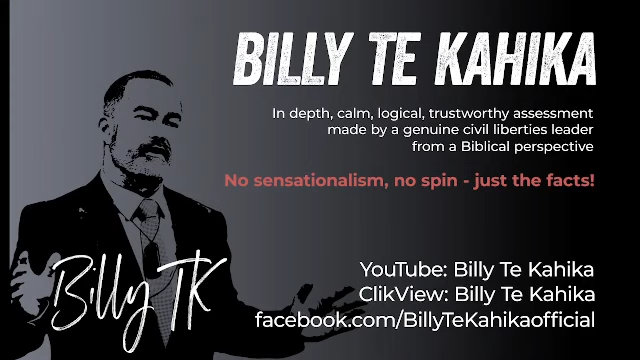 BILLY TE KAHIKA
In depth, calm, logical, trustworthy assessment
made by a genuine civil liberties leader
from a Biblical perspective
No sensationalism, no spin - just the facts!
Billy TK
YouTube: Billy Te Kahika
ClikView: Billy Te Kahika
facebook.com/BillyTeKahikaofficial